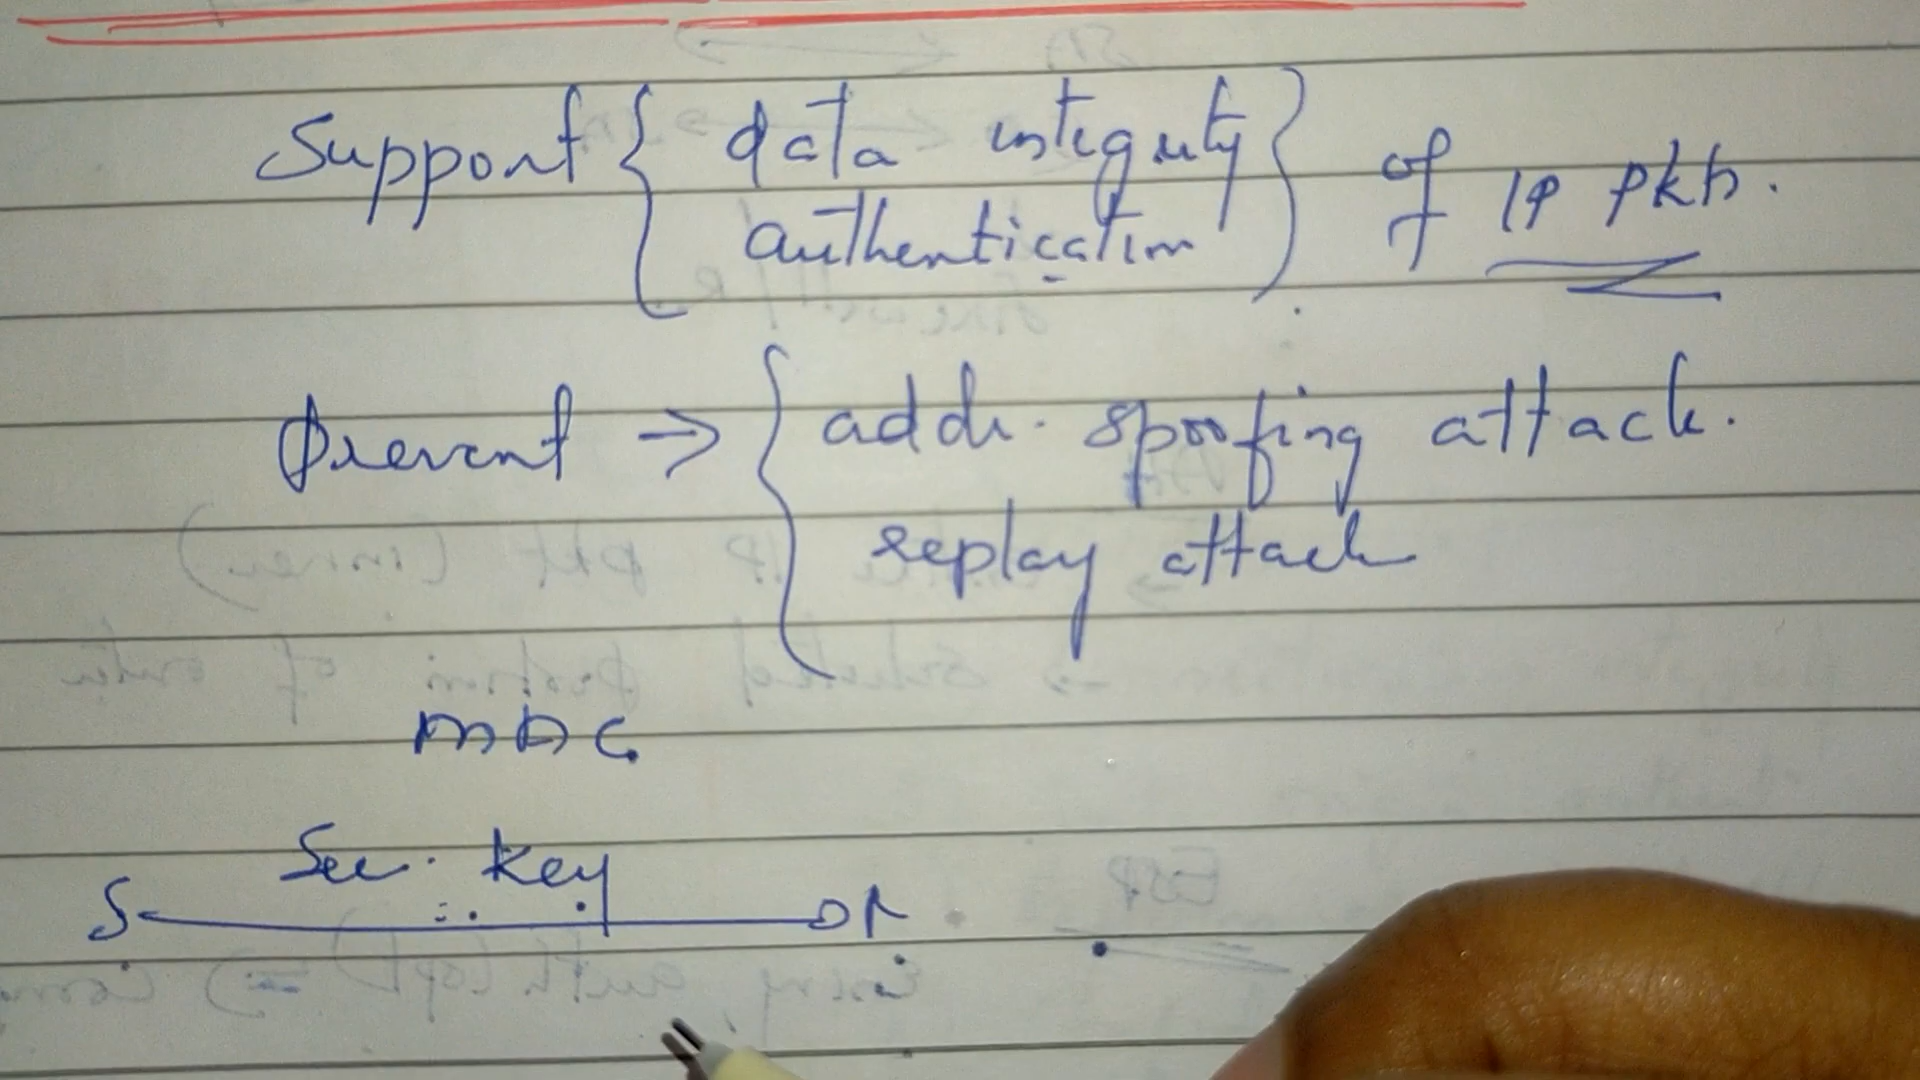 Support { data integrity } of IP pkts.
authentication
Prevent → { addr. spoofing attack.
replay attack
MAC
Sec. Key
S r